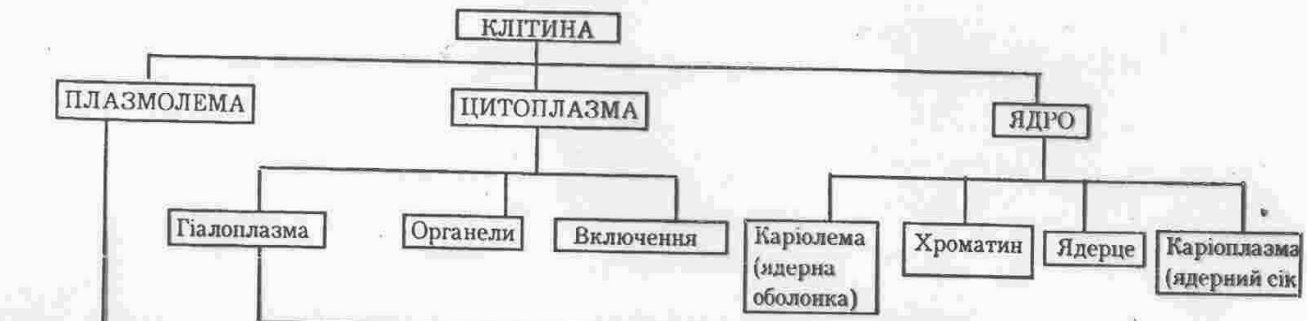 КЛІТИНА
ПЛАЗМОЛЕМА
ЦИТОПЛАЗМА
ЯДРО
Гіалоплазма
Органели
Включення
Каріолема
(ядерна
оболонка)
Хроматин
Ядерце
Каріоплазма
(ядерний сік